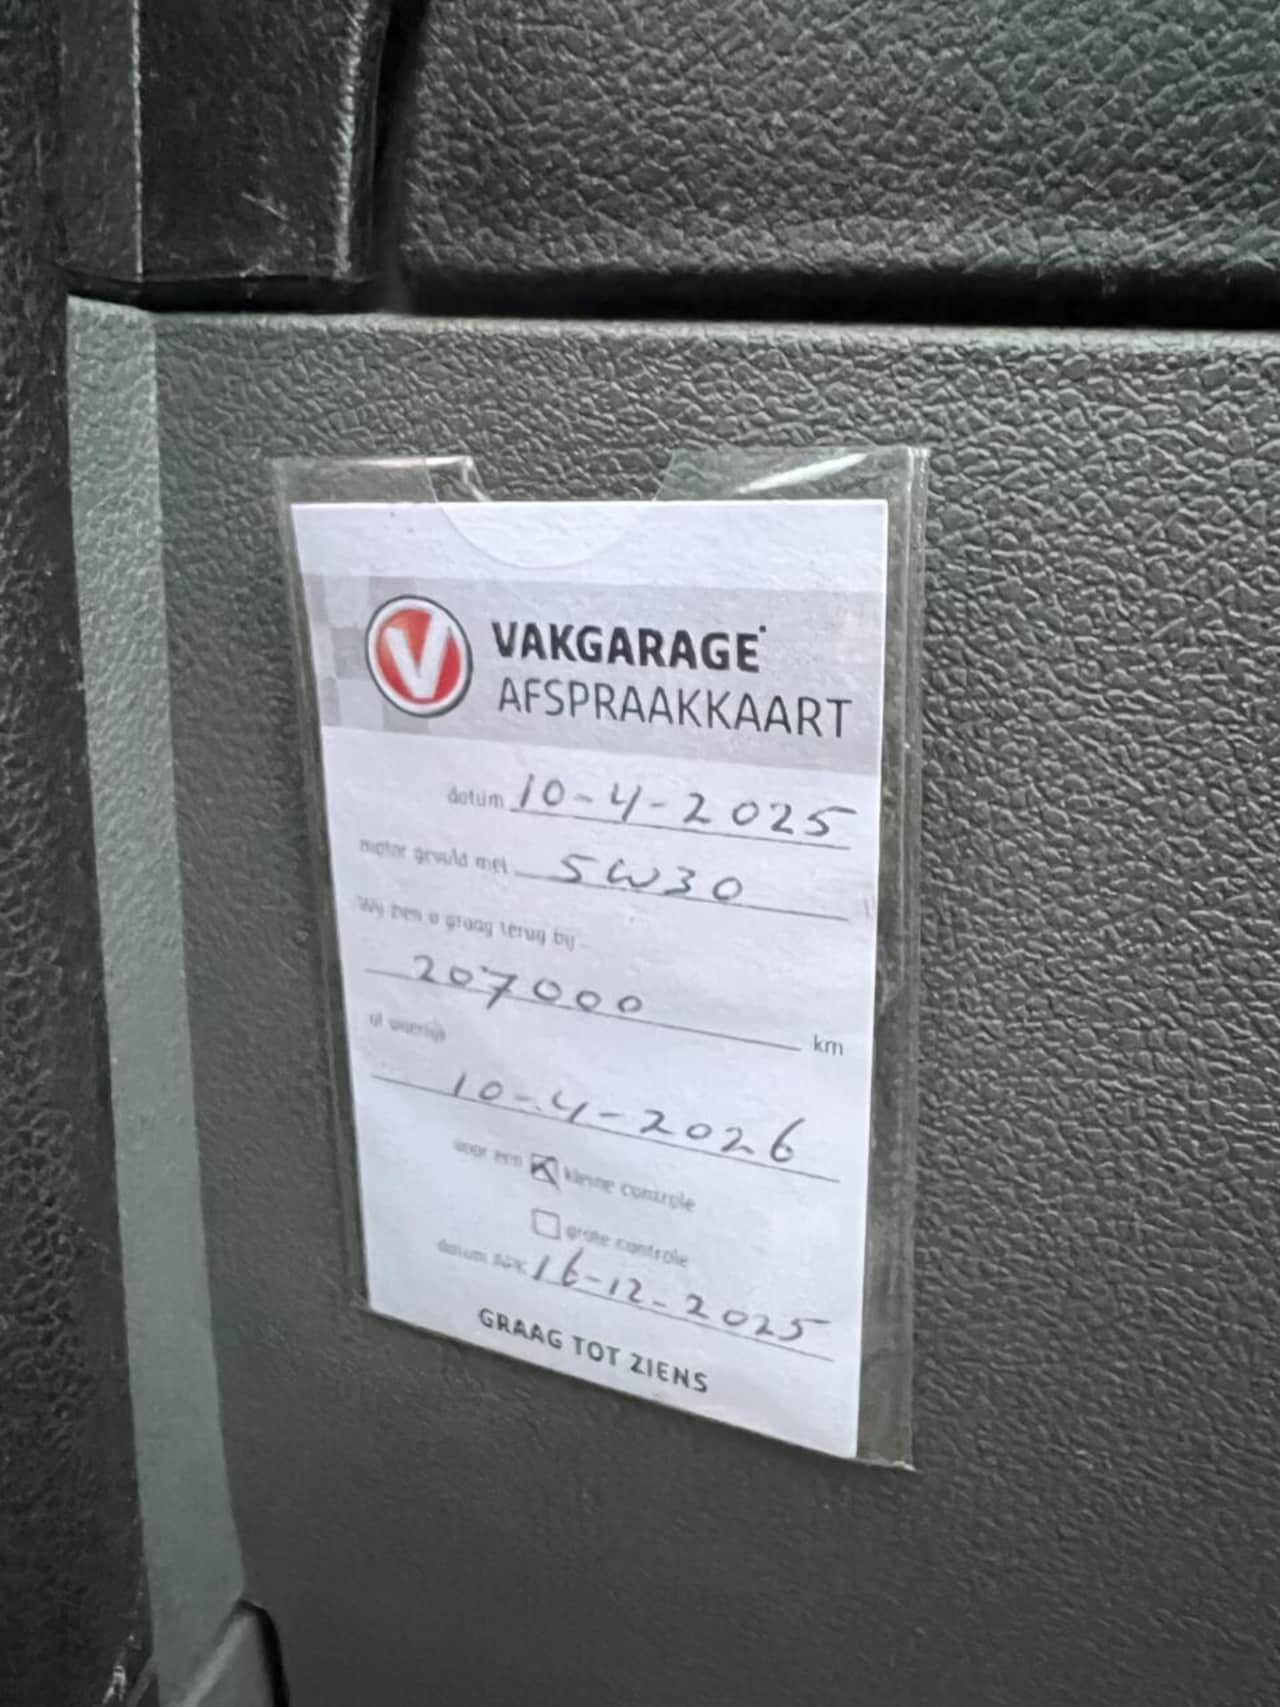 V
VAKGARAGE
AFSPRAAKKAART
datum 10-4-2025
motor gevuld met 5W30
Wij zien u graag terug bij
207000 km
of uiterlijk
10-4-2026
voor een kleine controle
grote controle
datum APK 16-12-2025
GRAAG TOT ZIENS